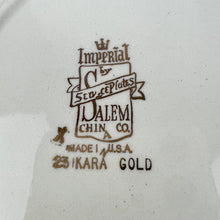 Imperial
by
Service Plates
SALEM
CHINA CO.
MADE IN U.S.A
23 KARAT GOLD